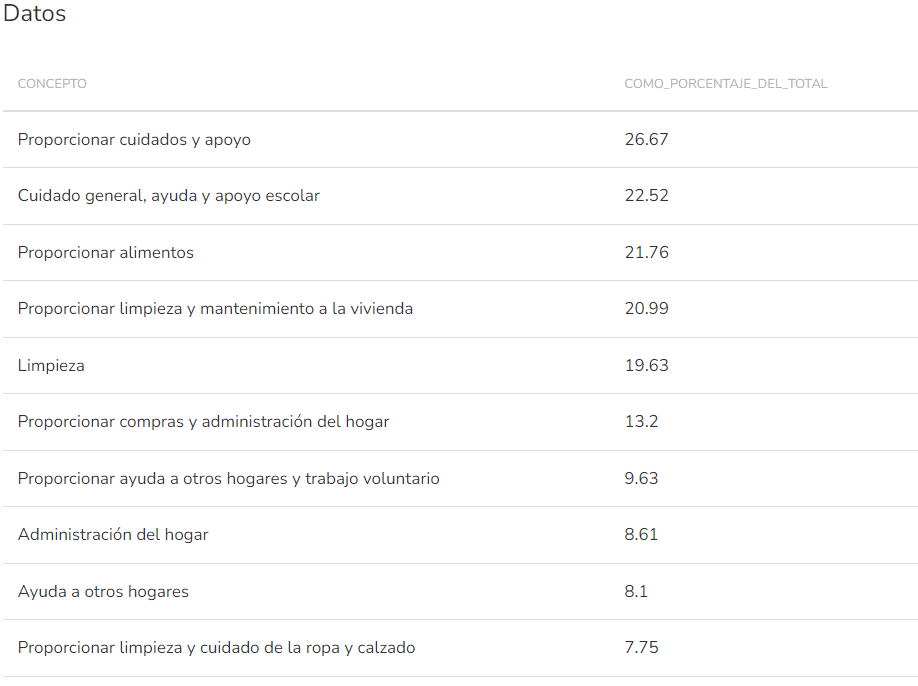 Datos
CONCEPTO COMO_PORCENTAJE_DEL_TOTAL
Proporcionar cuidados y apoyo 26.67
Cuidado general, ayuda y apoyo escolar 22.52
Proporcionar alimentos 21.76
Proporcionar limpieza y mantenimiento a la vivienda 20.99
Limpieza 19.63
Proporcionar compras y administración del hogar 13.2
Proporcionar ayuda a otros hogares y trabajo voluntario 9.63
Administración del hogar 8.61
Ayuda a otros hogares 8.1
Proporcionar limpieza y cuidado de la ropa y calzado 7.75